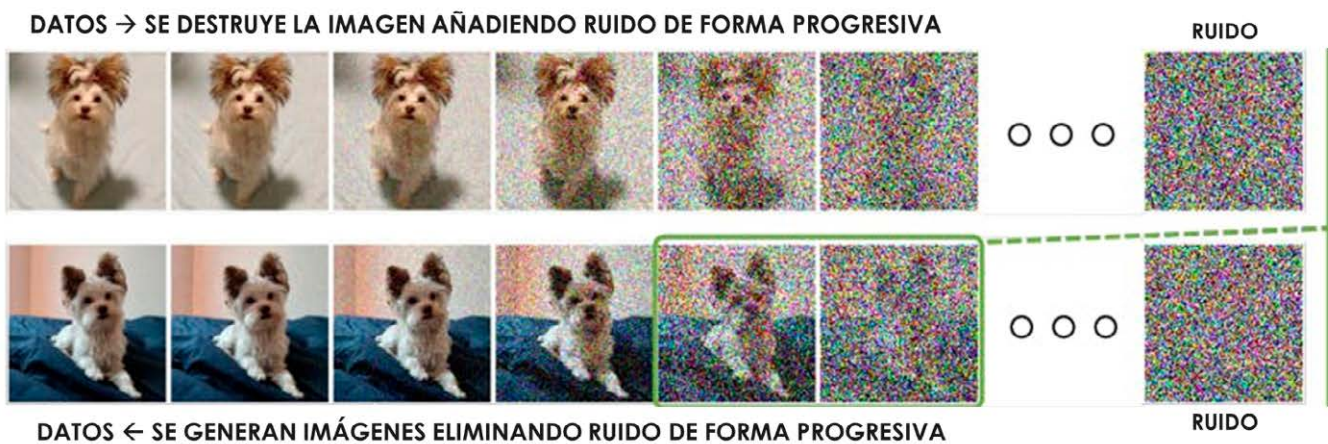 DATOS → SE DESTRUYE LA IMAGEN AÑADIENDO RUIDO DE FORMA PROGRESIVA
RUIDO
DATOS ← SE GENERAN IMÁGENES ELIMINANDO RUIDO DE FORMA PROGRESIVA
RUIDO